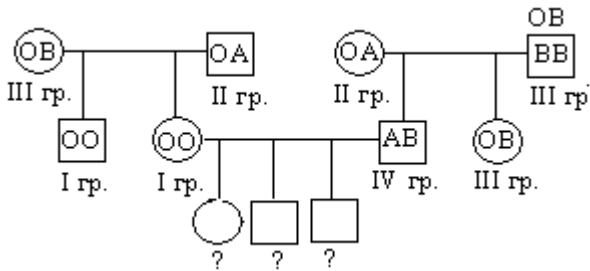 OB
OB OA OA BB
III гр. II гр. II гр. III гр
OO OO AB OB
I гр. I гр. IV гр. III гр.
? ? ?